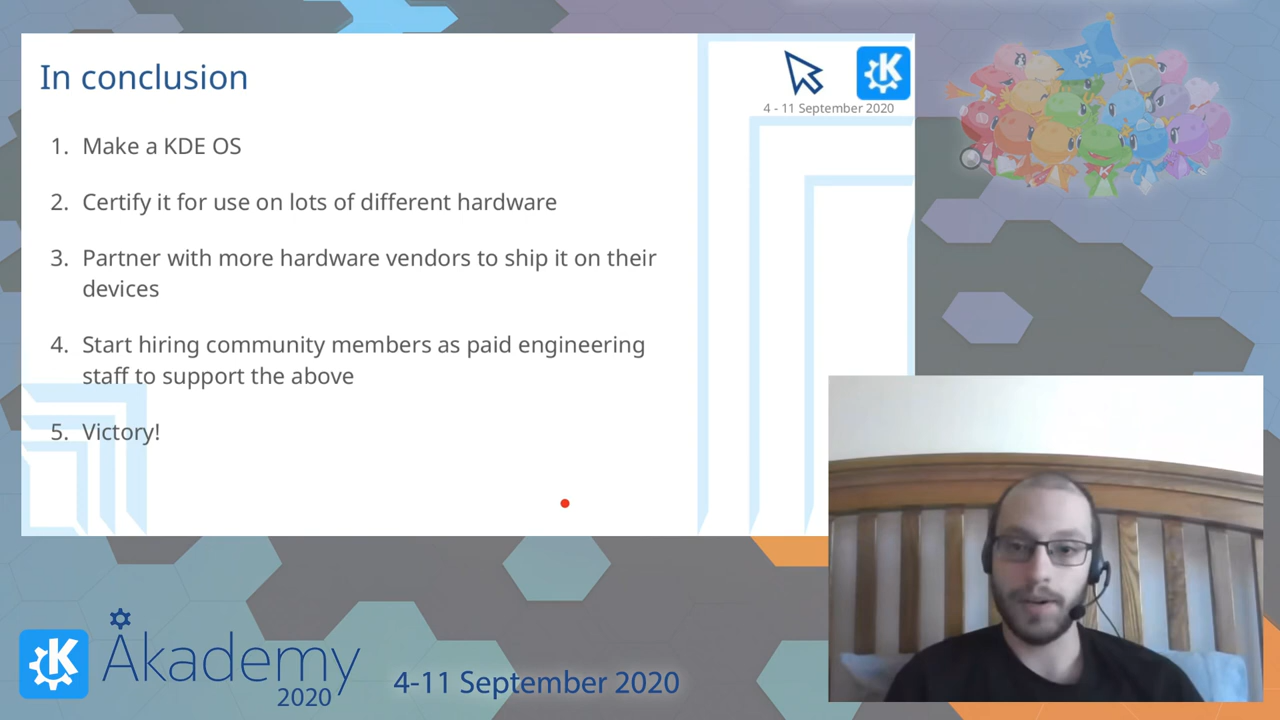 In conclusion
4 - 11 September 2020
1. Make a KDE OS
2. Certify it for use on lots of different hardware
3. Partner with more hardware vendors to ship it on their
devices
4. Start hiring community members as paid engineering
staff to support the above
5. Victory!
Akademy
2020
4-11 September 2020